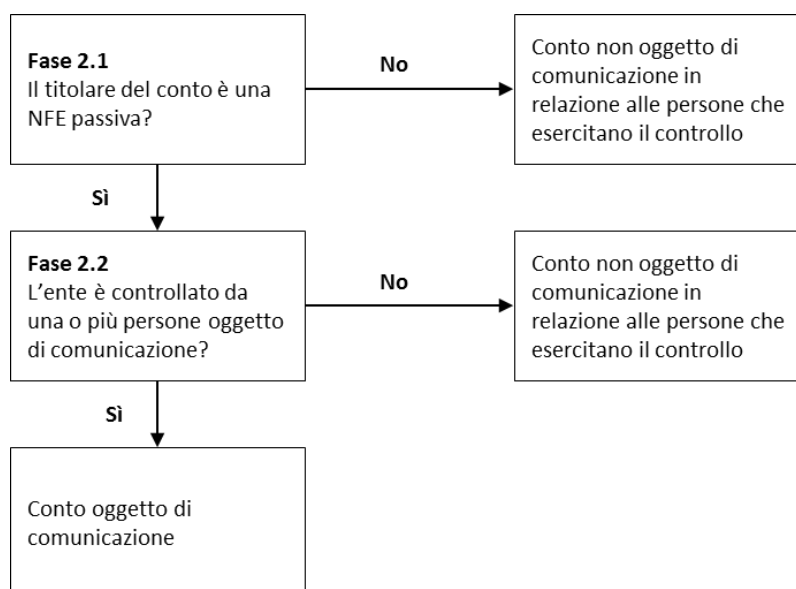 Fase 2.1
Il titolare del conto è una
NFE passiva?
No
Conto non oggetto di
comunicazione in
relazione alle persone che
esercitano il controllo
Sì
Fase 2.2
L'ente è controllato da
una o più persone oggetto
di comunicazione?
No
Conto non oggetto di
comunicazione in
relazione alle persone che
esercitano il controllo
Sì
Conto oggetto di
comunicazione